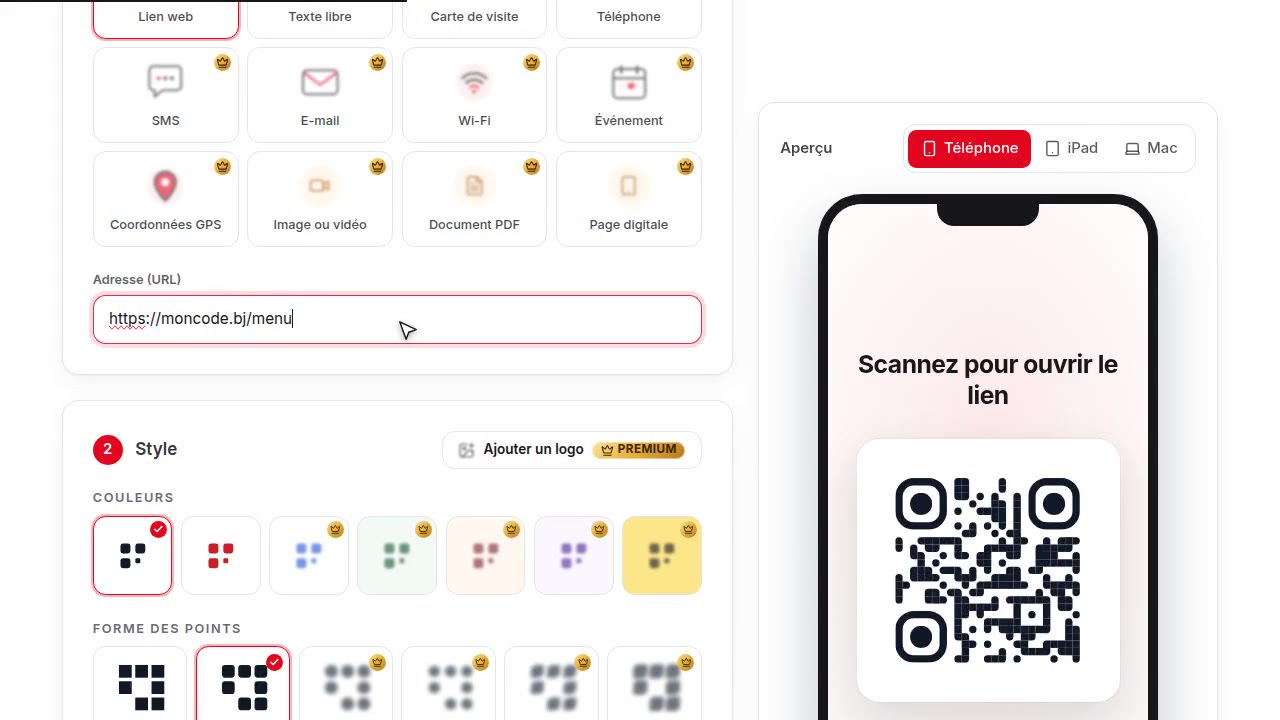 Lien web
Texte libre
Carte de visite
Téléphone
SMS
E-mail
Wi-Fi
Événement
Coordonnées GPS
Image ou vidéo
Document PDF
Page digitale
Adresse (URL)
https://moncode.bj/menu
2 Style
Ajouter un logo PREMIUM
COULEURS
FORME DES POINTS
Aperçu
Téléphone
iPad
Mac
Scannez pour ouvrir le
lien